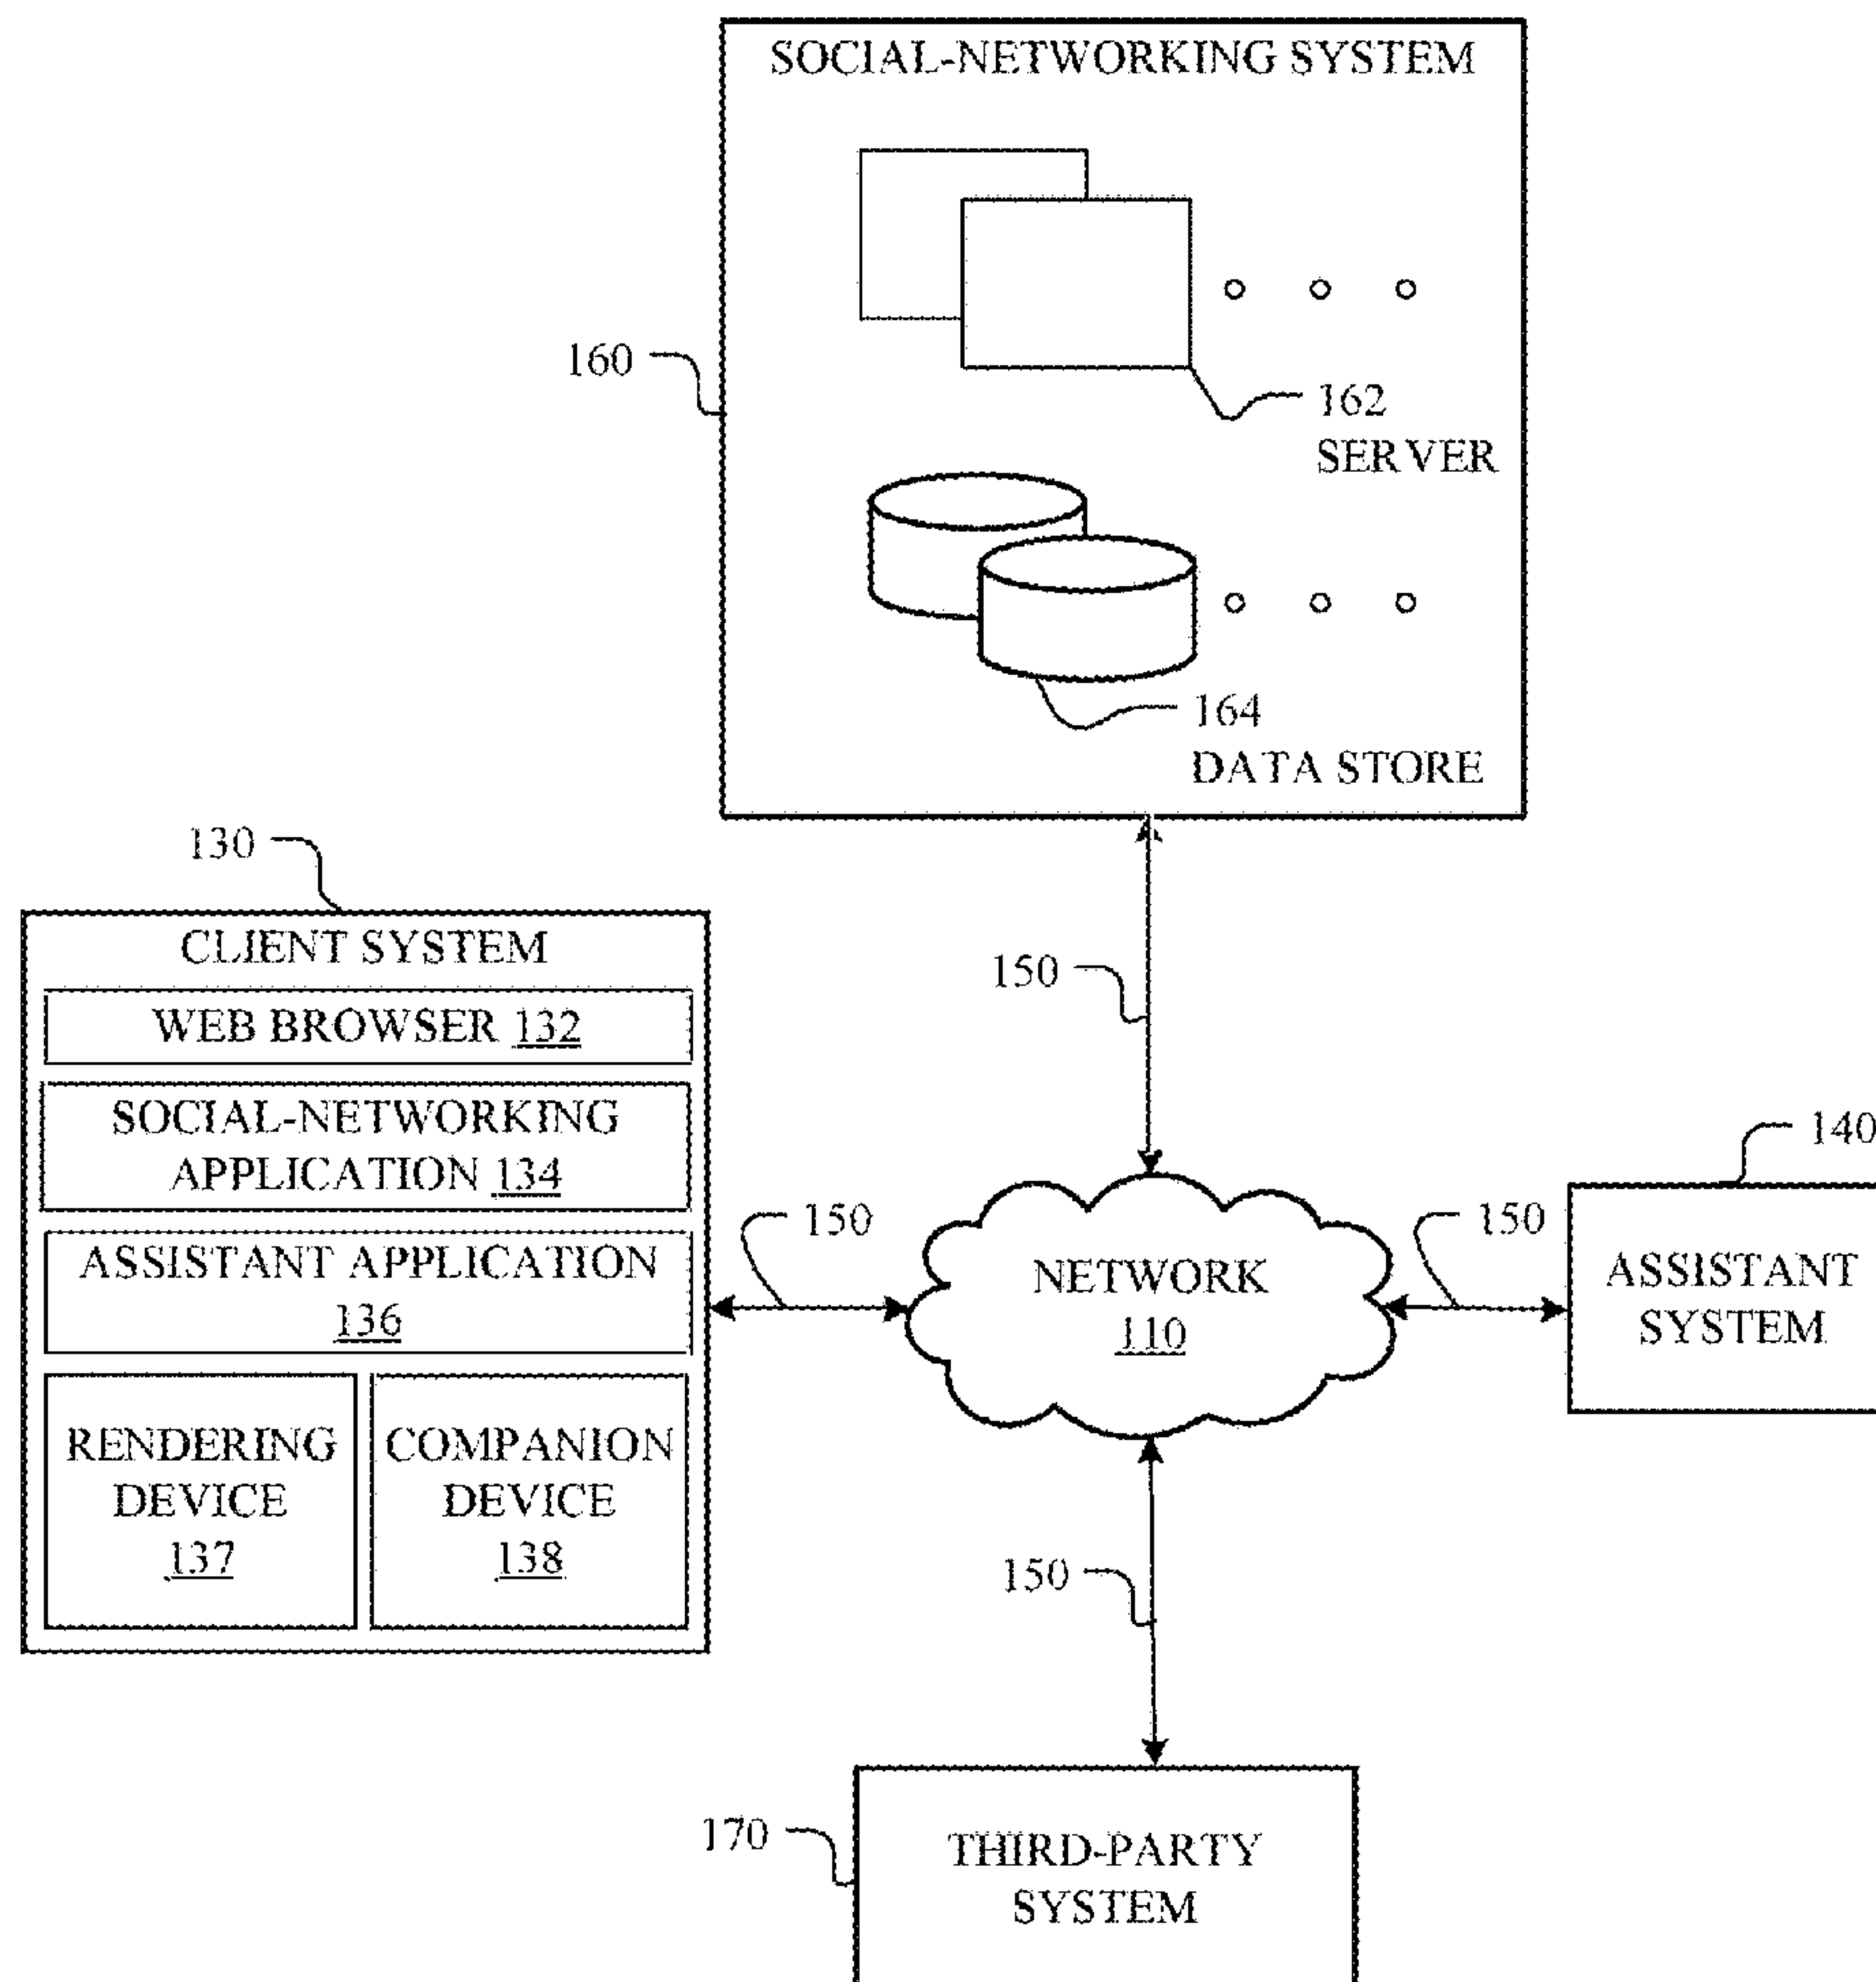 SOCIAL-NETWORKING SYSTEM
160
162
SERVER
164
DATA STORE
130
CLIENT SYSTEM
WEB BROWSER 132
SOCIAL-NETWORKING
APPLICATION 134
ASSISTANT APPLICATION
136
RENDERING
DEVICE
137
COMPANION
DEVICE
138
150
150
NETWORK
110
150
140
ASSISTANT
SYSTEM
150
170
THIRD-PARTY
SYSTEM